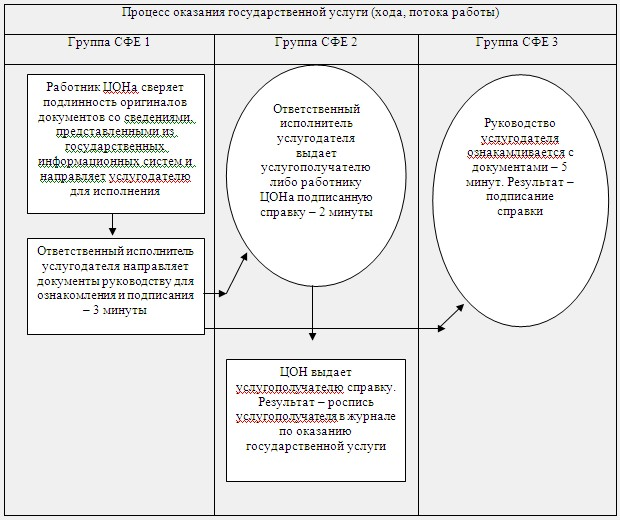 Процесс оказания государственной услуги (хода, потока работы)
Группа СФЕ 1
Группа СФЕ 2
Группа СФЕ 3
Работник ЦОНа сверяет
подлинность оригиналов
документов со сведениями,
представленными из
государственных
информационных систем и
направляет услугодателю
для исполнения
Ответственный исполнитель
услугодателя направляет
документы руководству для
ознакомления и подписания
– 3 минуты
Ответственный
исполнитель
услугодателя
выдает
услугополучателю
либо работнику
ЦОНа подписанную
справку – 2 минуты
ЦОН выдает
услугополучателю справку.
Результат – роспись
услугополучателя в журнале
по оказанию
государственной услуги
Руководство
услугодателя
ознакамливается с
документами – 5
минут. Результат –
подписание
справки